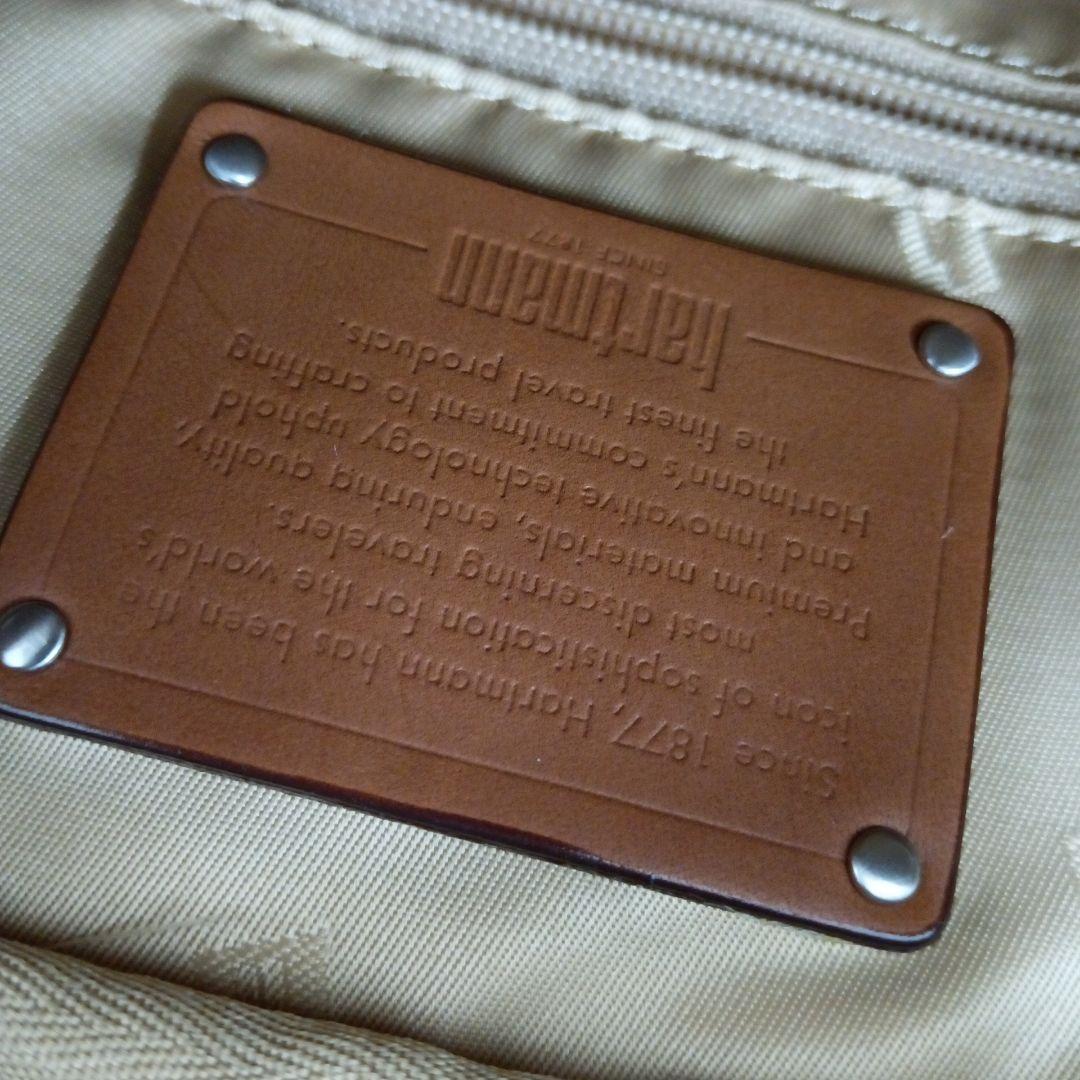 Since 1877, Hartmann has been the
icon of sophistication for the world's
most discerning travelers.
Premium materials, enduring quality,
and innovative technology uphold
Hartmann's commitment to crafting
the finest travel products.
hartmann
SINCE 1877